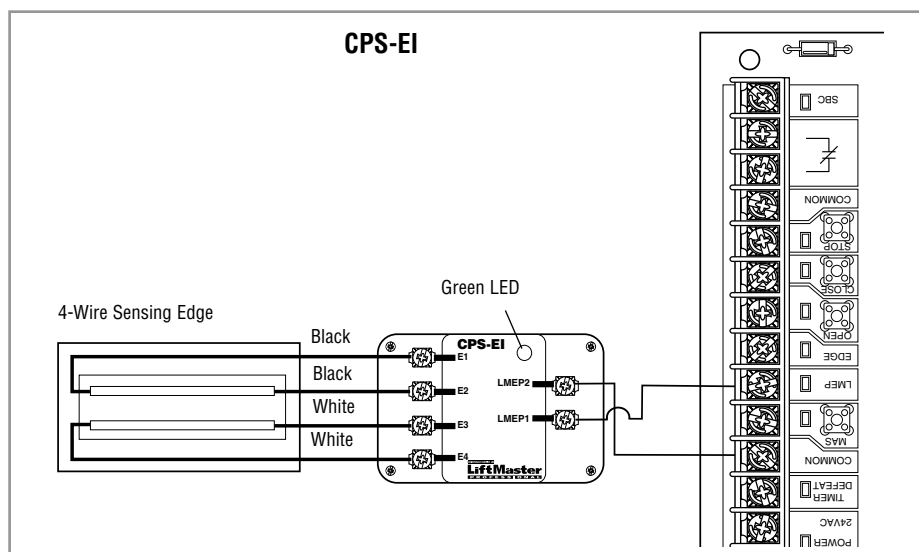 CPS-EI
SBC
COMMON
STOP
CLOSE
OPEN
EDGE
LMEP
MAS
COMMON
TIMER
DEFEAT
24VAC
POWER
Green LED
4-Wire Sensing Edge
Black
Black
White
White
CPS-EI
E1
E2
E3
E4
LMEP2
LMEP1
LiftMaster
PROFESSIONAL